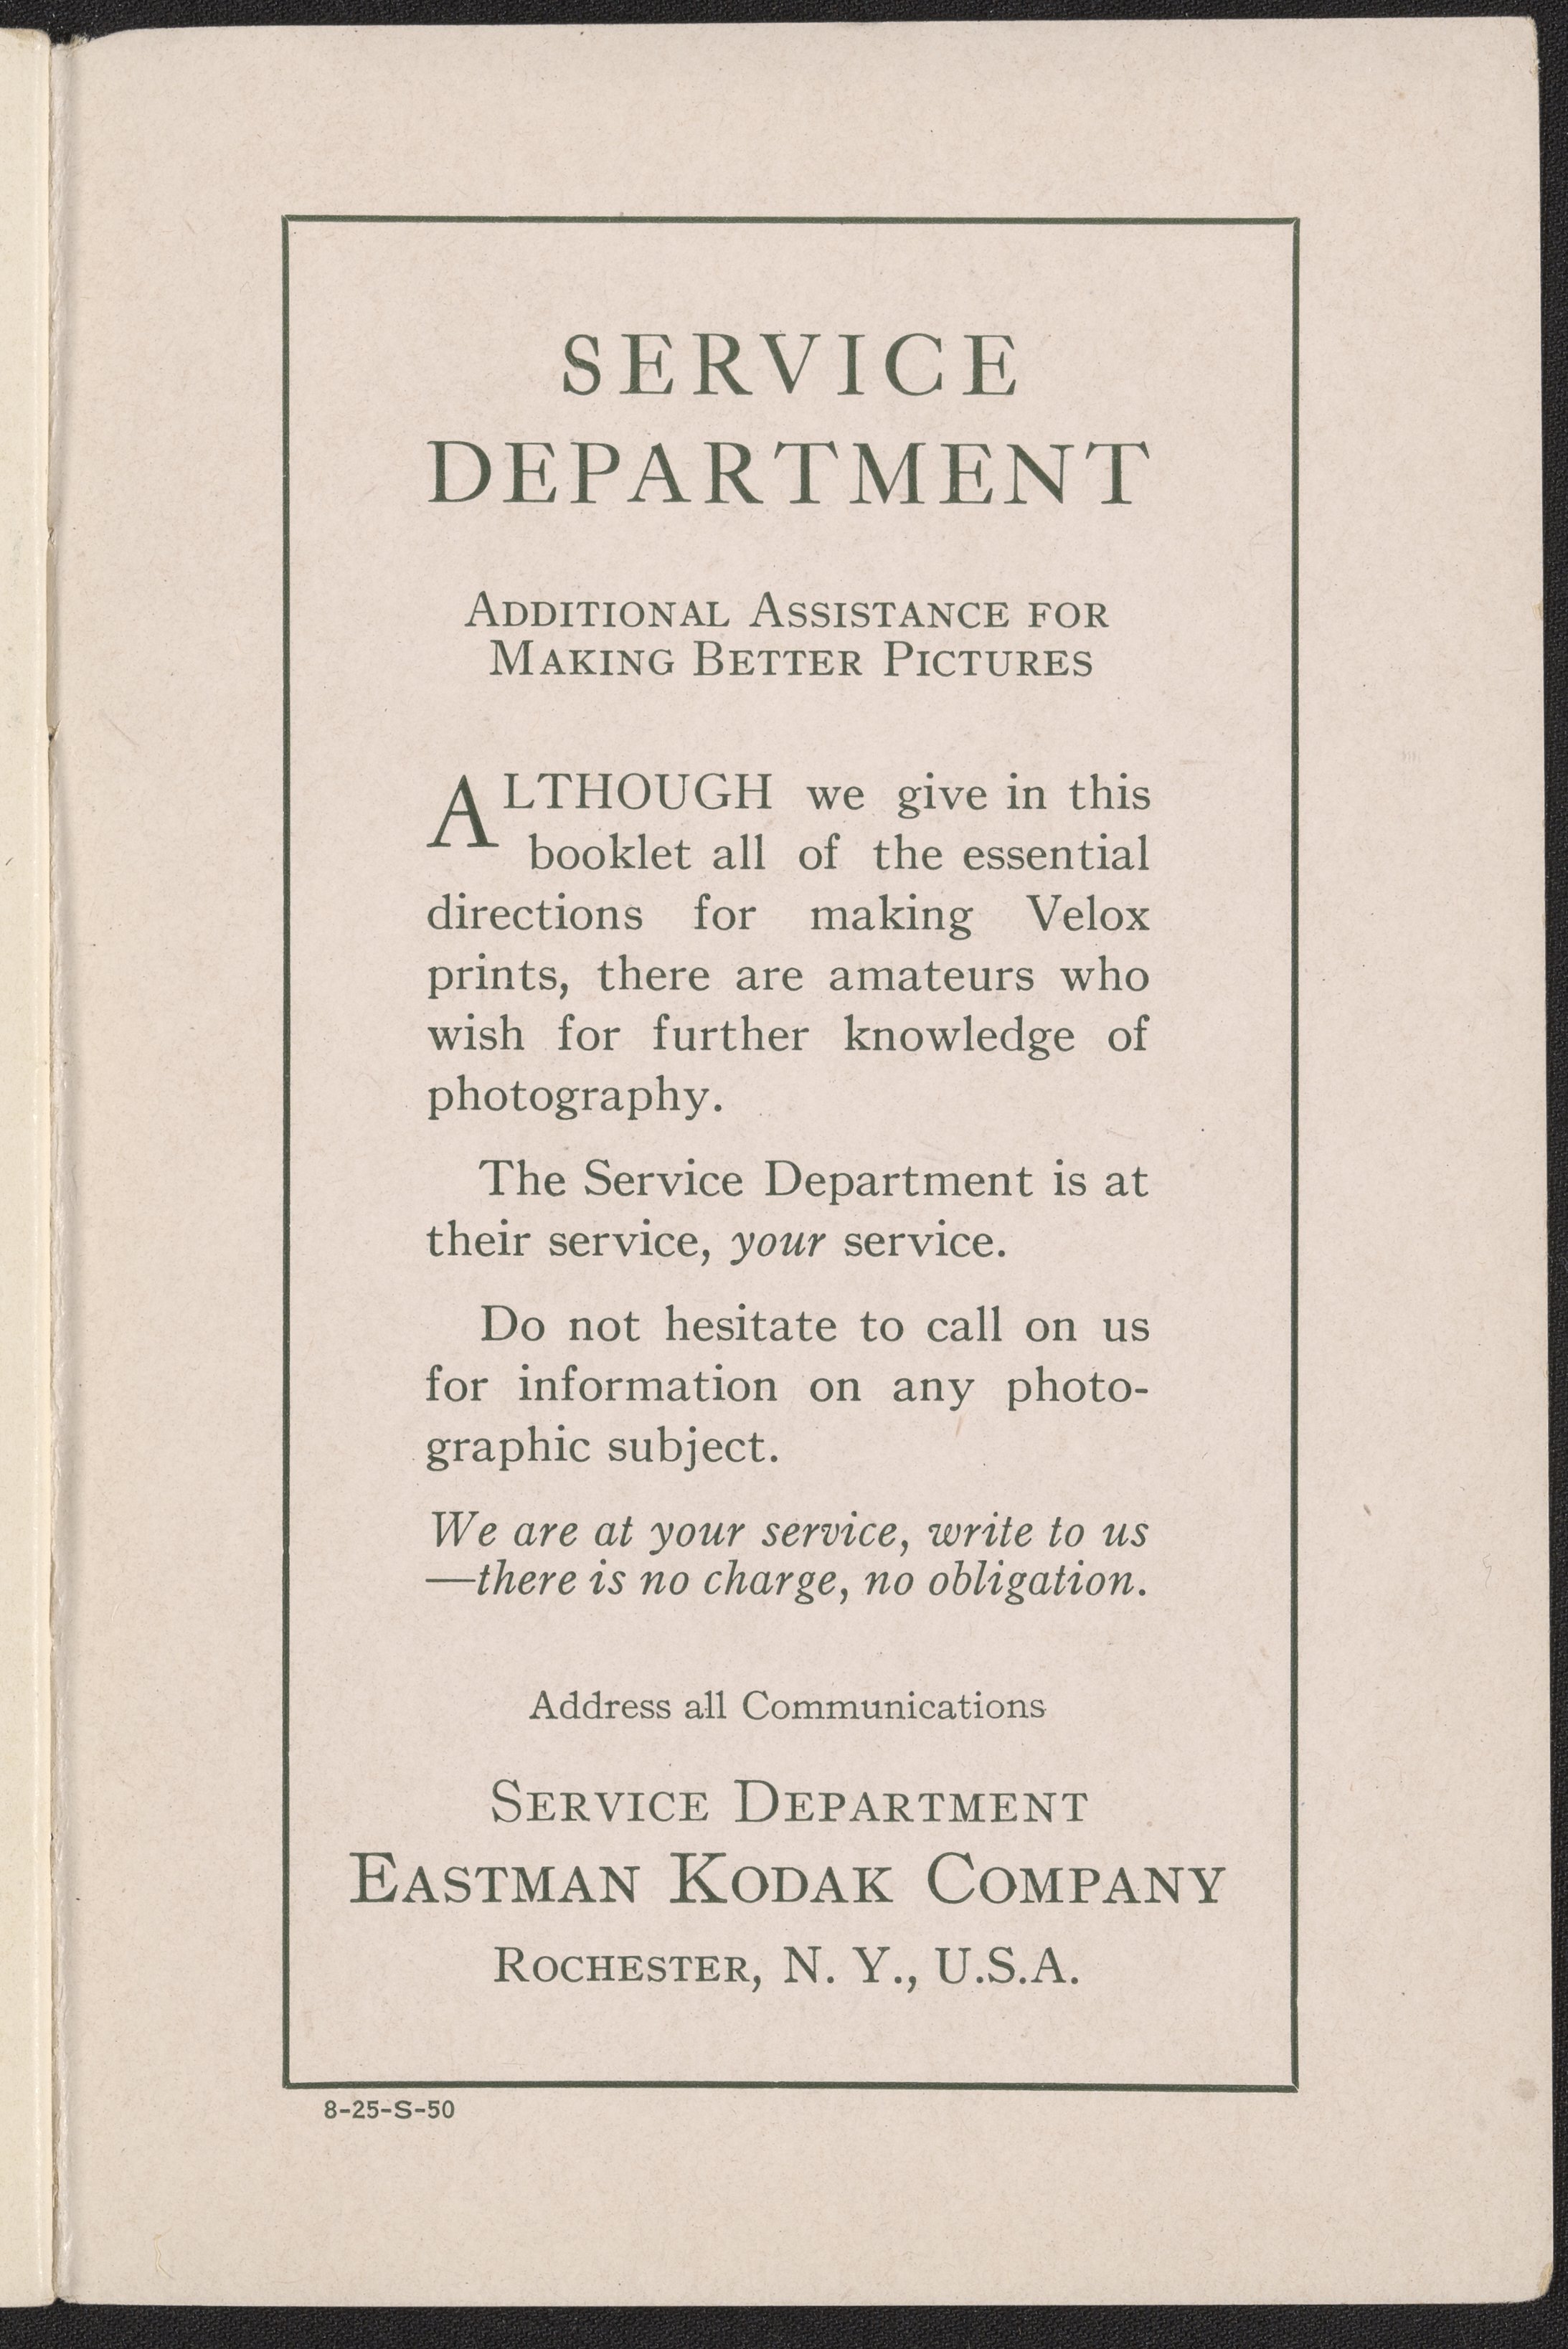 SERVICE
DEPARTMENT
Additional Assistance for
Making Better Pictures
ALTHOUGH we give in this
booklet all of the essential
directions for making Velox
prints, there are amateurs who
wish for further knowledge of
photography.
The Service Department is at
their service, your service.
Do not hesitate to call on us
for information on any photo-
graphic subject.
We are at your service, write to us
—there is no charge, no obligation.
Address all Communications
Service Department
Eastman Kodak Company
Rochester, N. Y., U.S.A.
8-25-S-50